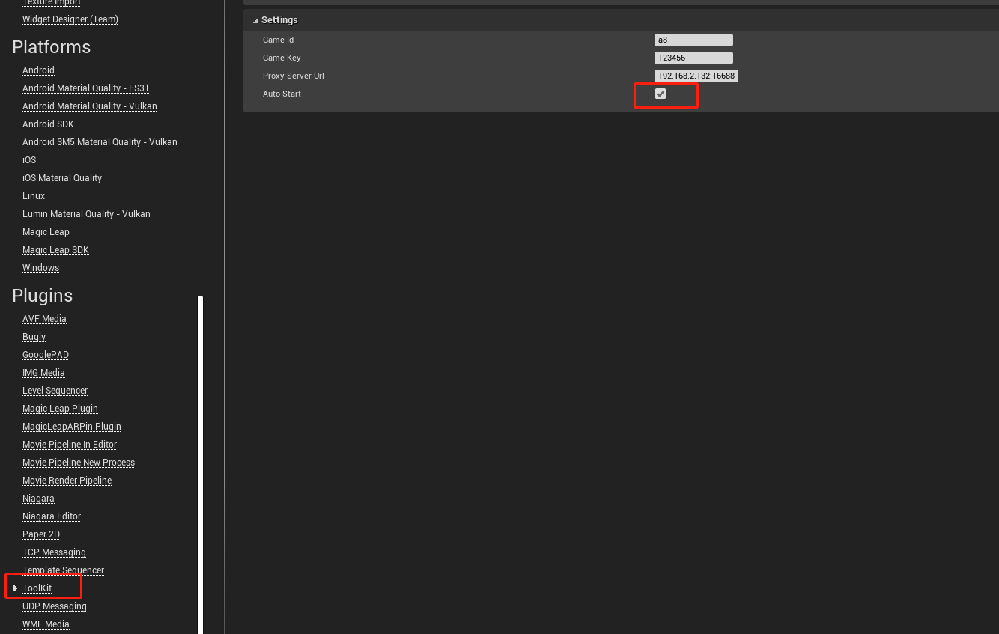 Texture Import
Widget Designer (Team)
Platforms
Android
Android Material Quality - ES31
Android Material Quality - Vulkan
Android SDK
Android SM5 Material Quality - Vulkan
iOS
iOS Material Quality
Linux
Lumin Material Quality - Vulkan
Magic Leap
Magic Leap SDK
Windows
Plugins
AVF Media
Bugly
GooglePAD
IMG Media
Level Sequencer
Magic Leap Plugin
MagicLeapARPin Plugin
Movie Pipeline In Editor
Movie Pipeline New Process
Movie Render Pipeline
Niagara
Niagara Editor
Paper 2D
TCP Messaging
Template Sequencer
ToolKit
UDP Messaging
WMF Media
Settings
Game Id a8
Game Key 123456
Proxy Server Url 192.168.2.132:16688
Auto Start